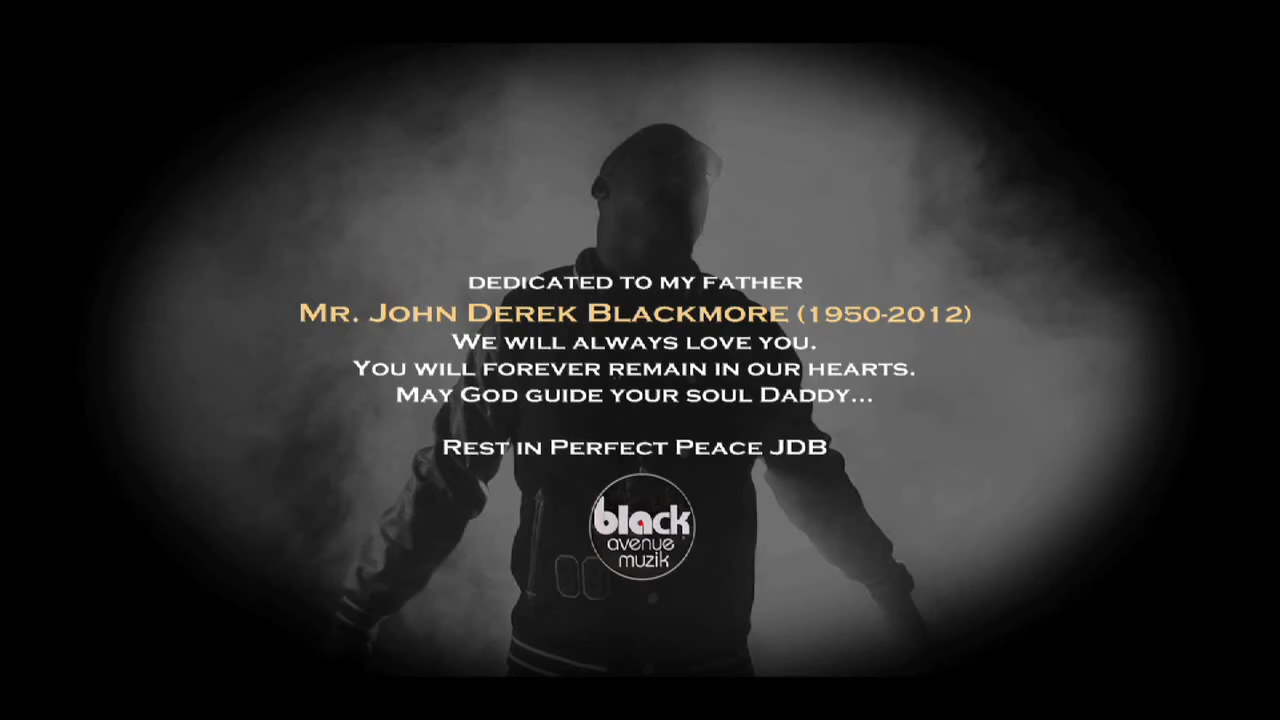 DEDICATED TO MY FATHER
MR. JOHN DEREK BLACKMORE (1950-2012)
WE WILL ALWAYS LOVE YOU.
YOU WILL FOREVER REMAIN IN OUR HEARTS.
MAY GOD GUIDE YOUR SOUL DADDY...
REST IN PERFECT PEACE JDB
black
avenue
muzik
00